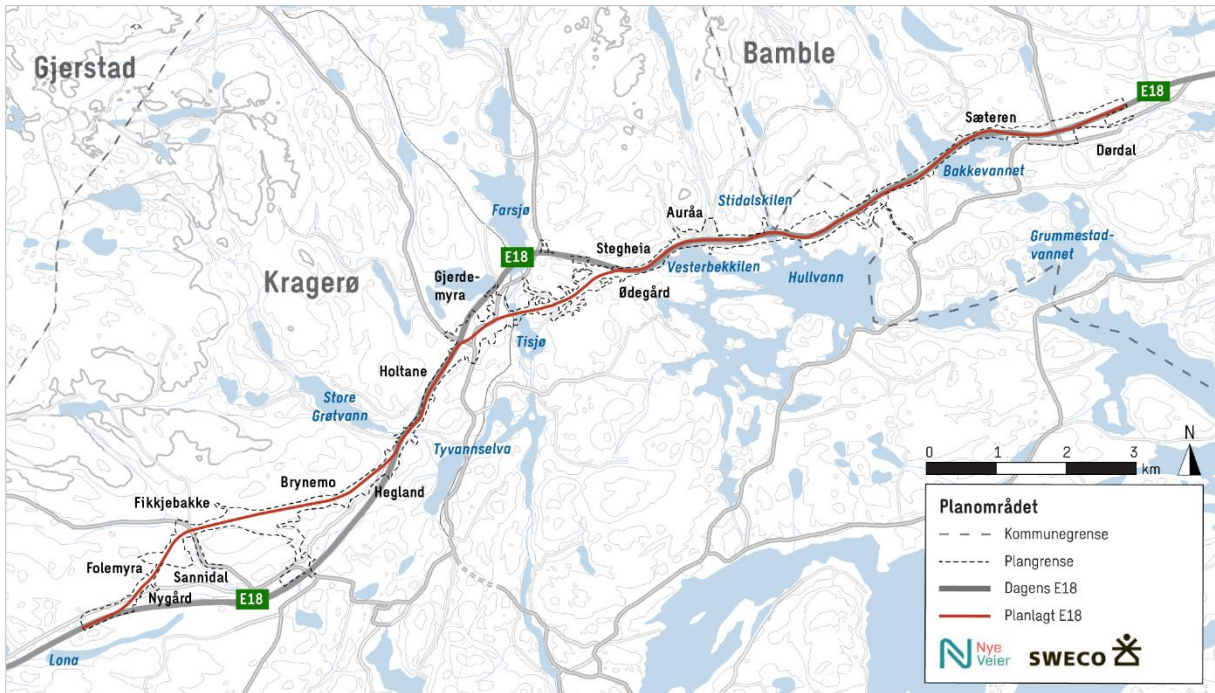 Gjerstad
Bamble
E18
Sæteren
Dørdal
Bakkevannet
Stidalskilen
Auråa
Farsjø
Grummestad-
vannet
Stegheia
E18
Vesterbekkilen
Hullvann
Kragerø
Gjerde-
myra
Ødegård
Tisjø
Holtane
Store
Grøtvann
Tyvannselva
Brynemo
Hegland
Fikkjebakke
Folemyra
Sannidal
Nygård
E18
Lona
0 1 2 3
km
N
Planområdet
Kommunegrense
Plangrense
Dagens E18
Planlagt E18
Nye
Veier
SWECO